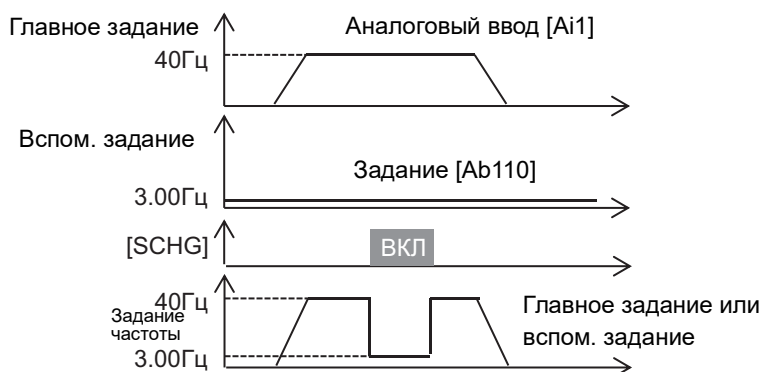 Главное задание
Аналоговый ввод [Ai1]
40Гц
Вспом. задание
Задание [Ab110]
3.00Гц
[SCHG]
ВКЛ
40Гц
Задание
частоты
3.00Гц
Главное задание или
вспом. задание